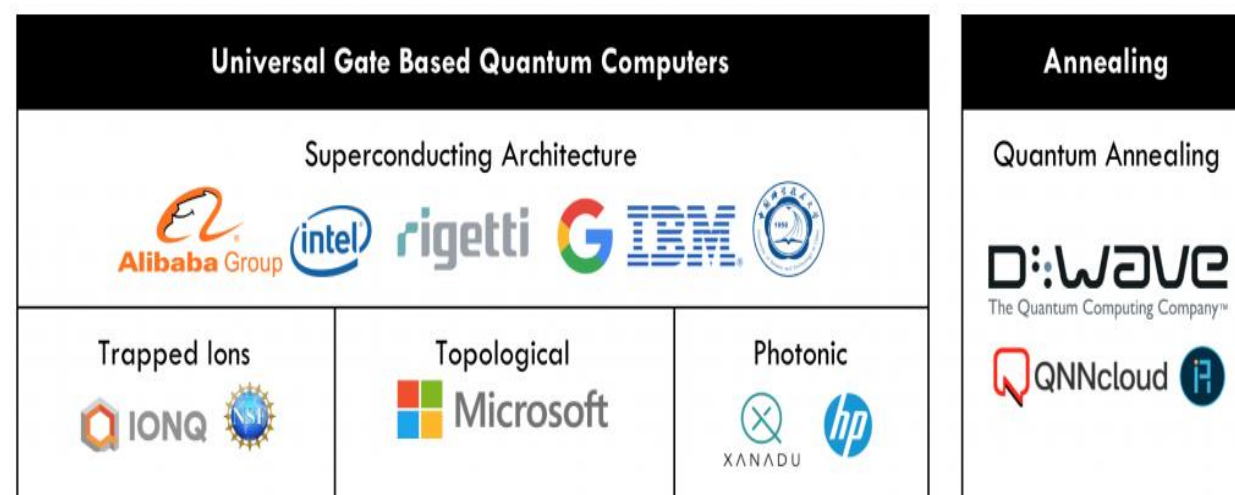 Universal Gate Based Quantum Computers
Superconducting Architecture
Alibaba Group
intel
rigetti
G
IBM
1958
Trapped Ions
IONQ
NSF
Topological
Microsoft
Photonic
XANADU
hp
Annealing
Quantum Annealing
D:wave
The Quantum Computing Company™
QNNcloud